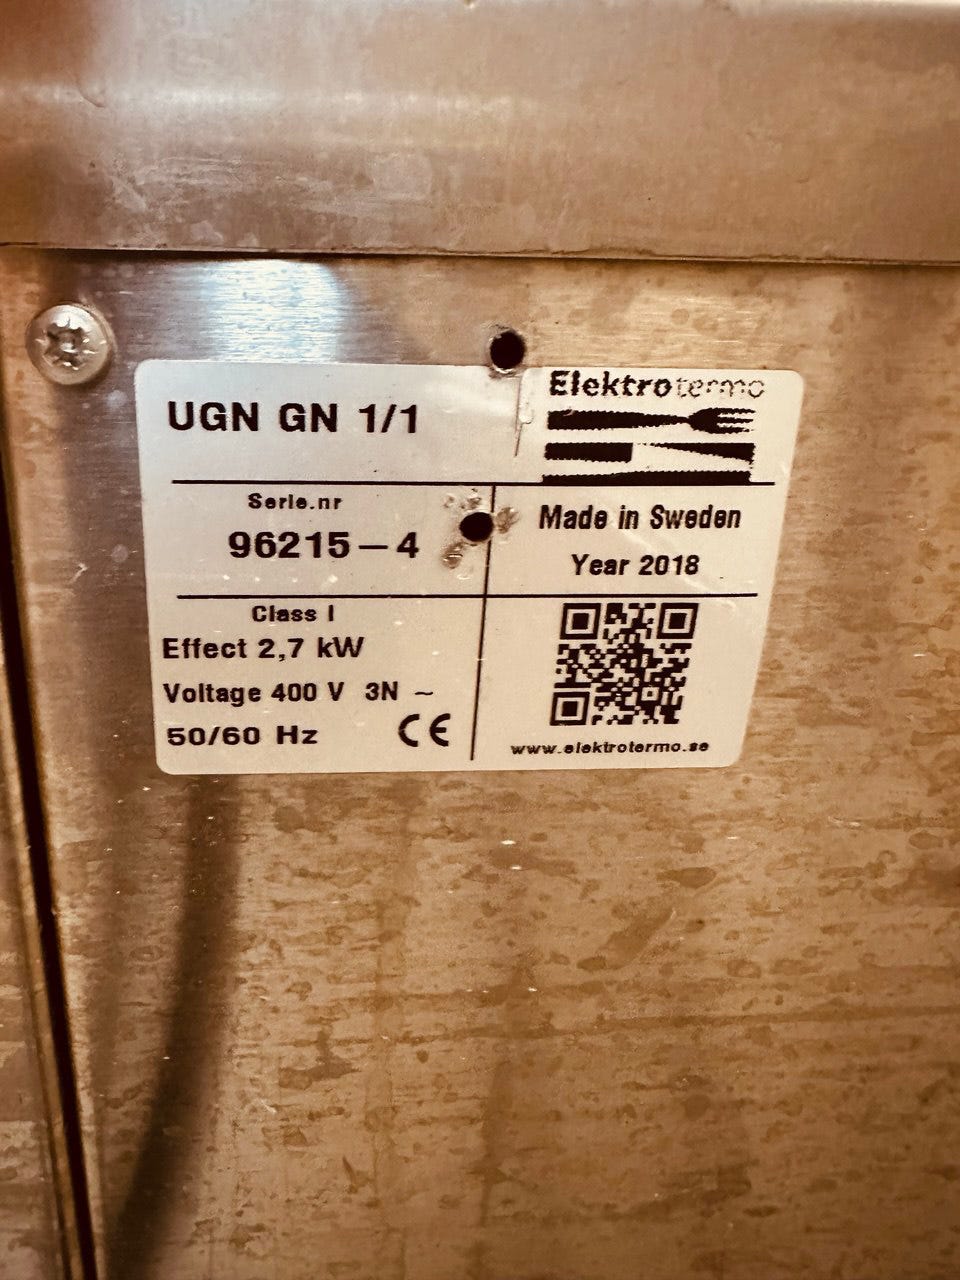 UGN GN 1/1
Elektrotermo
Serie.nr
96215-4
Made in Sweden
Year 2018
Class I
Effect 2,7 kW
Voltage 400 V 3N ~
50/60 Hz CE
www.elektrotermo.se